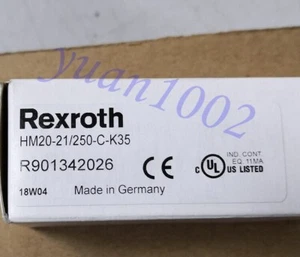 yuan1002
Rexroth
HM20-21/250-C-K35
R901342026
CE
c UL US LISTED
IND. CONT.
EQ. 11MA
18W04
Made in Germany